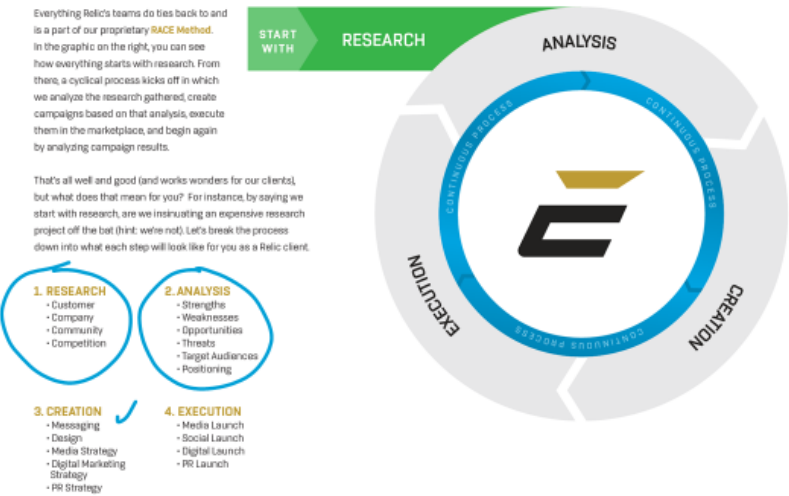 Everything Relic's teams do ties back to and
is a part of our proprietary RACE Method.
In the graphic on the right, you can see
how everything starts with research. From
there, a cyclical process kicks off in which
we analyze the research gathered, create
campaigns based on that analysis, execute
them in the marketplace, and begin again
by analyzing campaign results.
That's all well and good (and works wonders for our clients),
but what does that mean for you? For instance, by saying we
start with research, are we insinuating an expensive research
project off the bat (hint: we're not). Let's break the process
down into what each step will look like for you as a Relic client.
1. RESEARCH
• Customer
• Company
• Community
• Competition
2. ANALYSIS
• Strengths
• Weaknesses
• Opportunities
• Threats
• Target Audiences
• Positioning
3. CREATION
• Messaging
• Design
• Media Strategy
• Digital Marketing
Strategy
• PR Strategy
4. EXECUTION
• Media Launch
• Social Launch
• Digital Launch
• PR Launch
START
WITH
RESEARCH
ANALYSIS
CREATION
EXECUTION
CONTINUOUS PROCESS
CONTINUOUS PROCESS
CONTINUOUS PROCESS